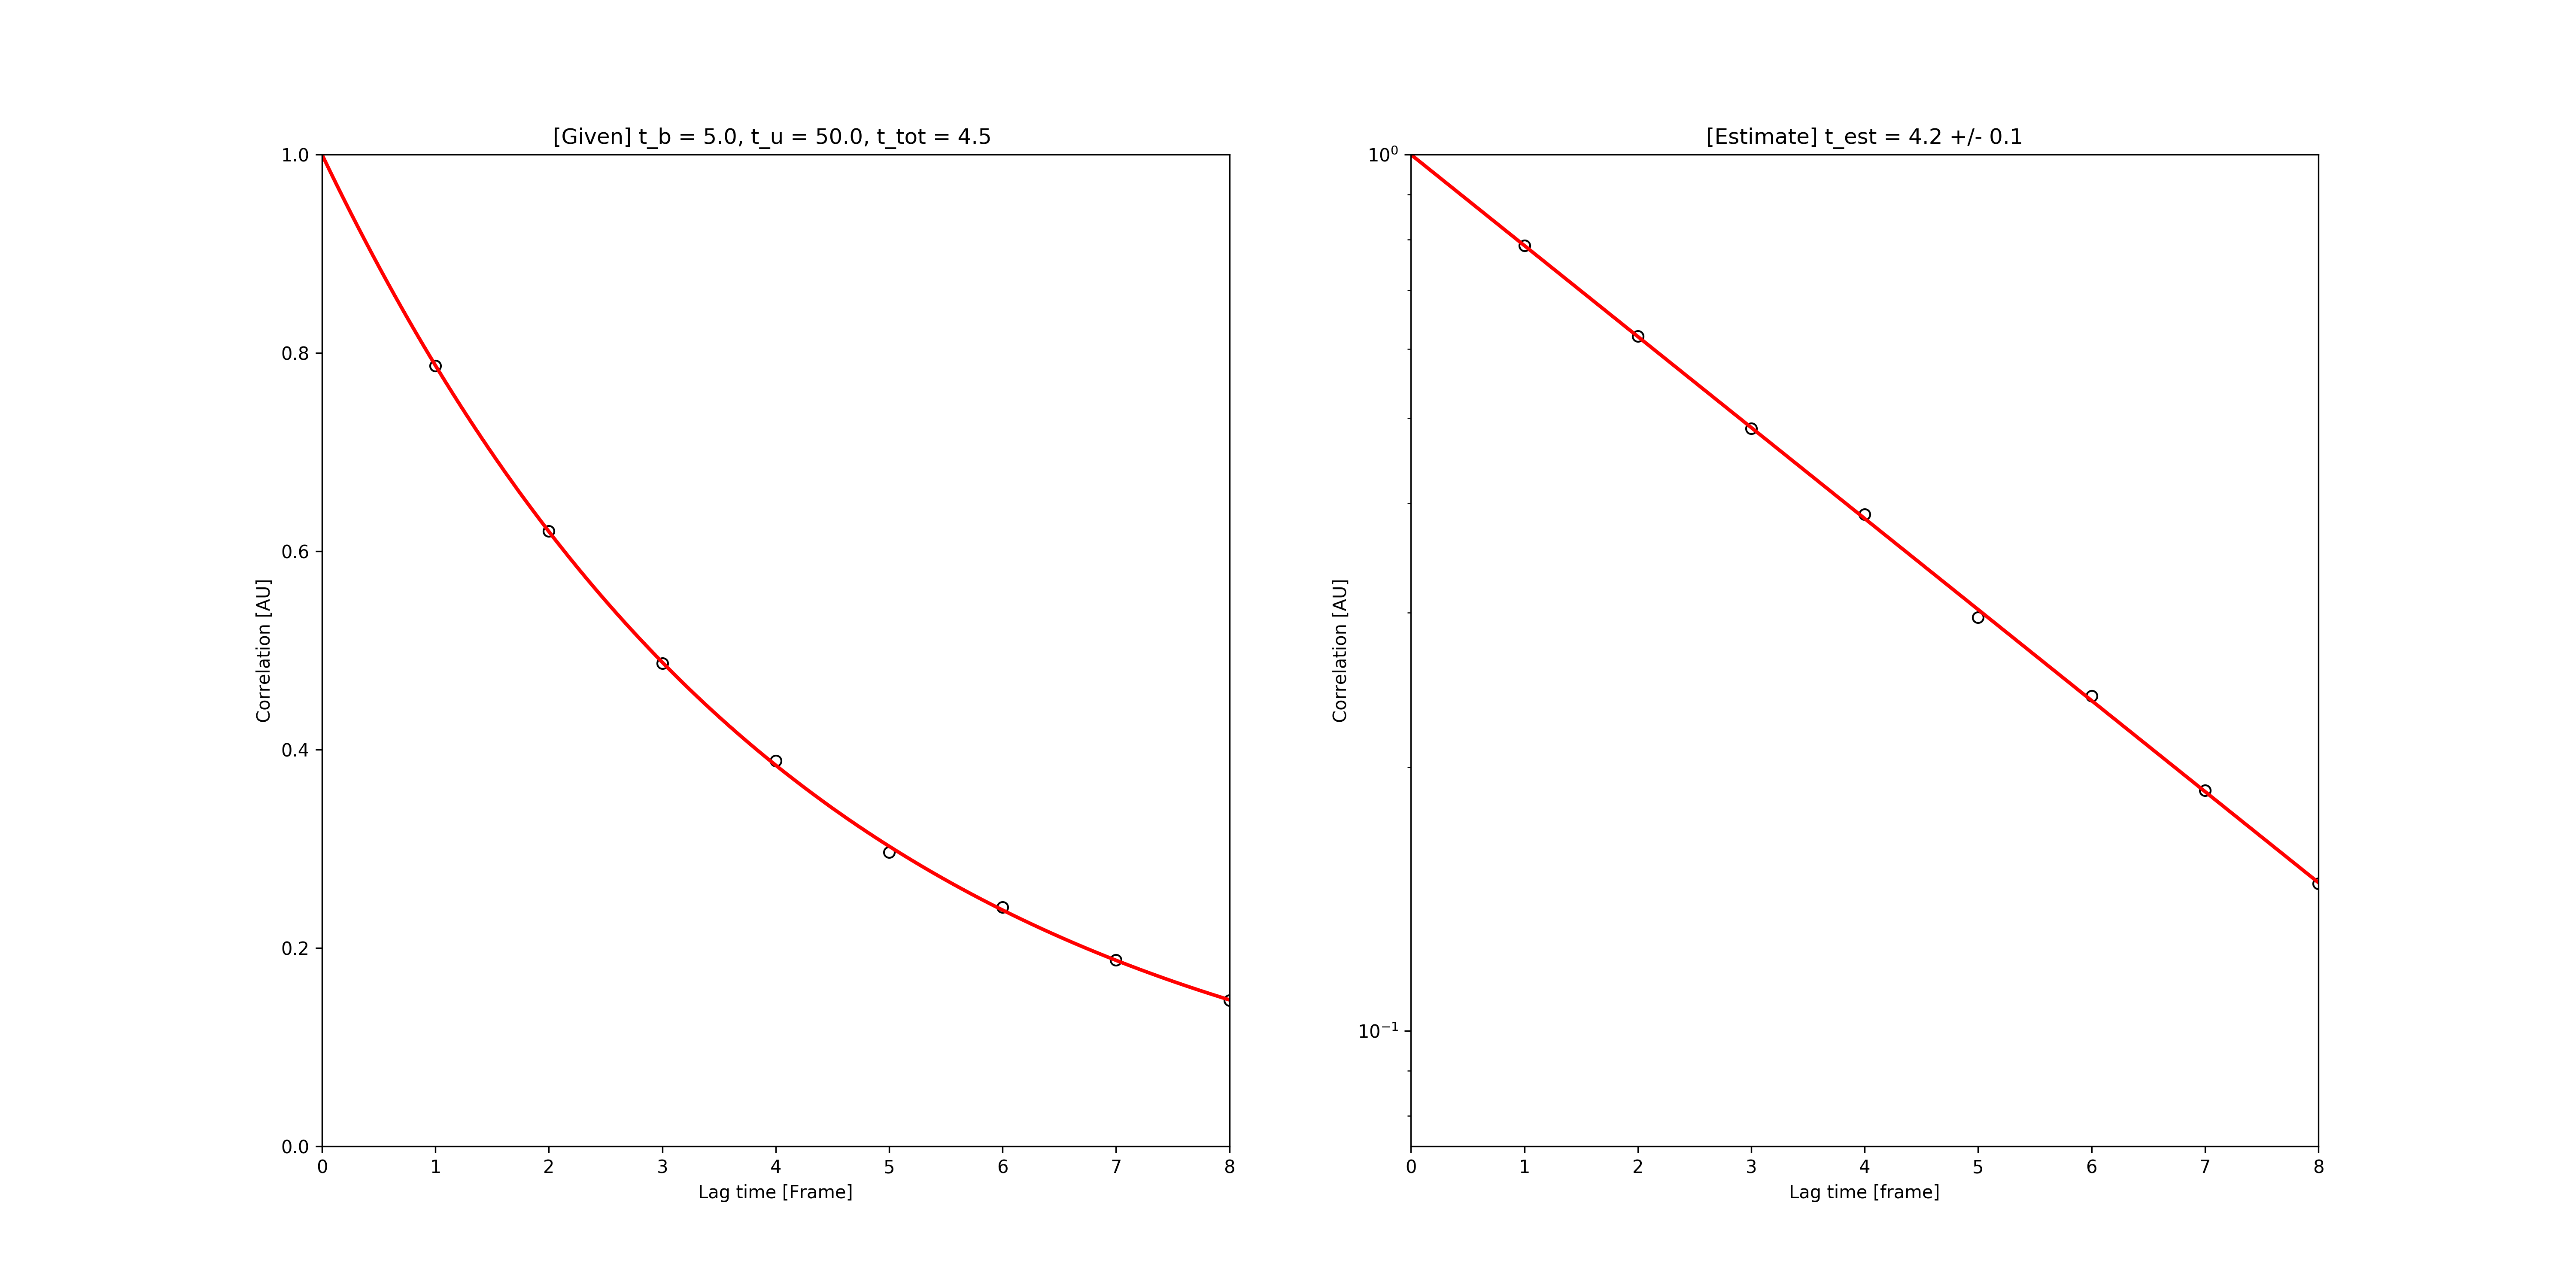 [Given] t_b = 5.0, t_u = 50.0, t_tot = 4.5
1.0
0.8
0.6
0.4
0.2
0.0
Correlation [AU]
0 1 2 3 4 5 6 7 8
Lag time [Frame]
[Estimate] t_est = 4.2 +/- 0.1
10⁰
10⁻¹
Correlation [AU]
0 1 2 3 4 5 6 7 8
Lag time [frame]